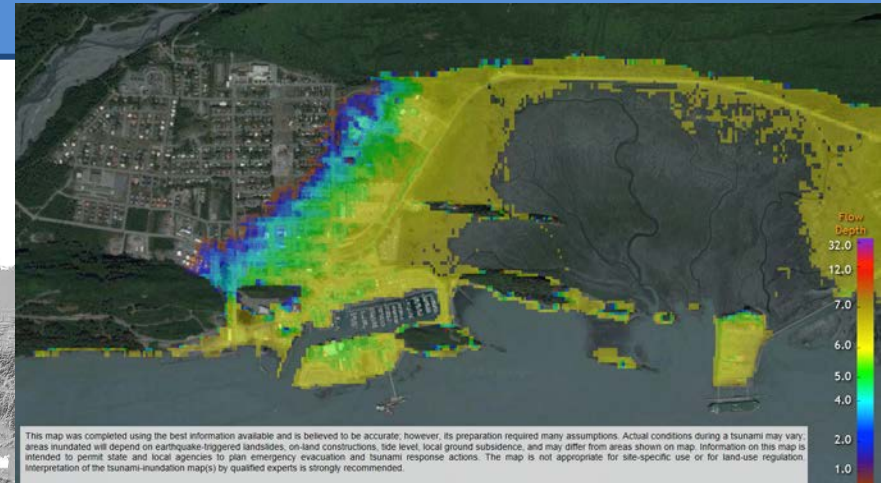 Flow
Depth
32.0
12.0
7.0
6.0
5.0
4.0
2.0
1.0
This map was completed using the best information available and is believed to be accurate; however, its preparation required many assumptions. Actual conditions during a tsunami may vary;
areas inundated will depend on earthquake-triggered landslides, on-land constructions, tide level, local ground subsidence, and may differ from areas shown on map. Information on this map is
intended to permit state and local agencies to plan emergency evacuation and tsunami response actions. The map is not appropriate for site-specific use or for land-use regulation.
Interpretation of the tsunami-inundation map(s) by qualified experts is strongly recommended.